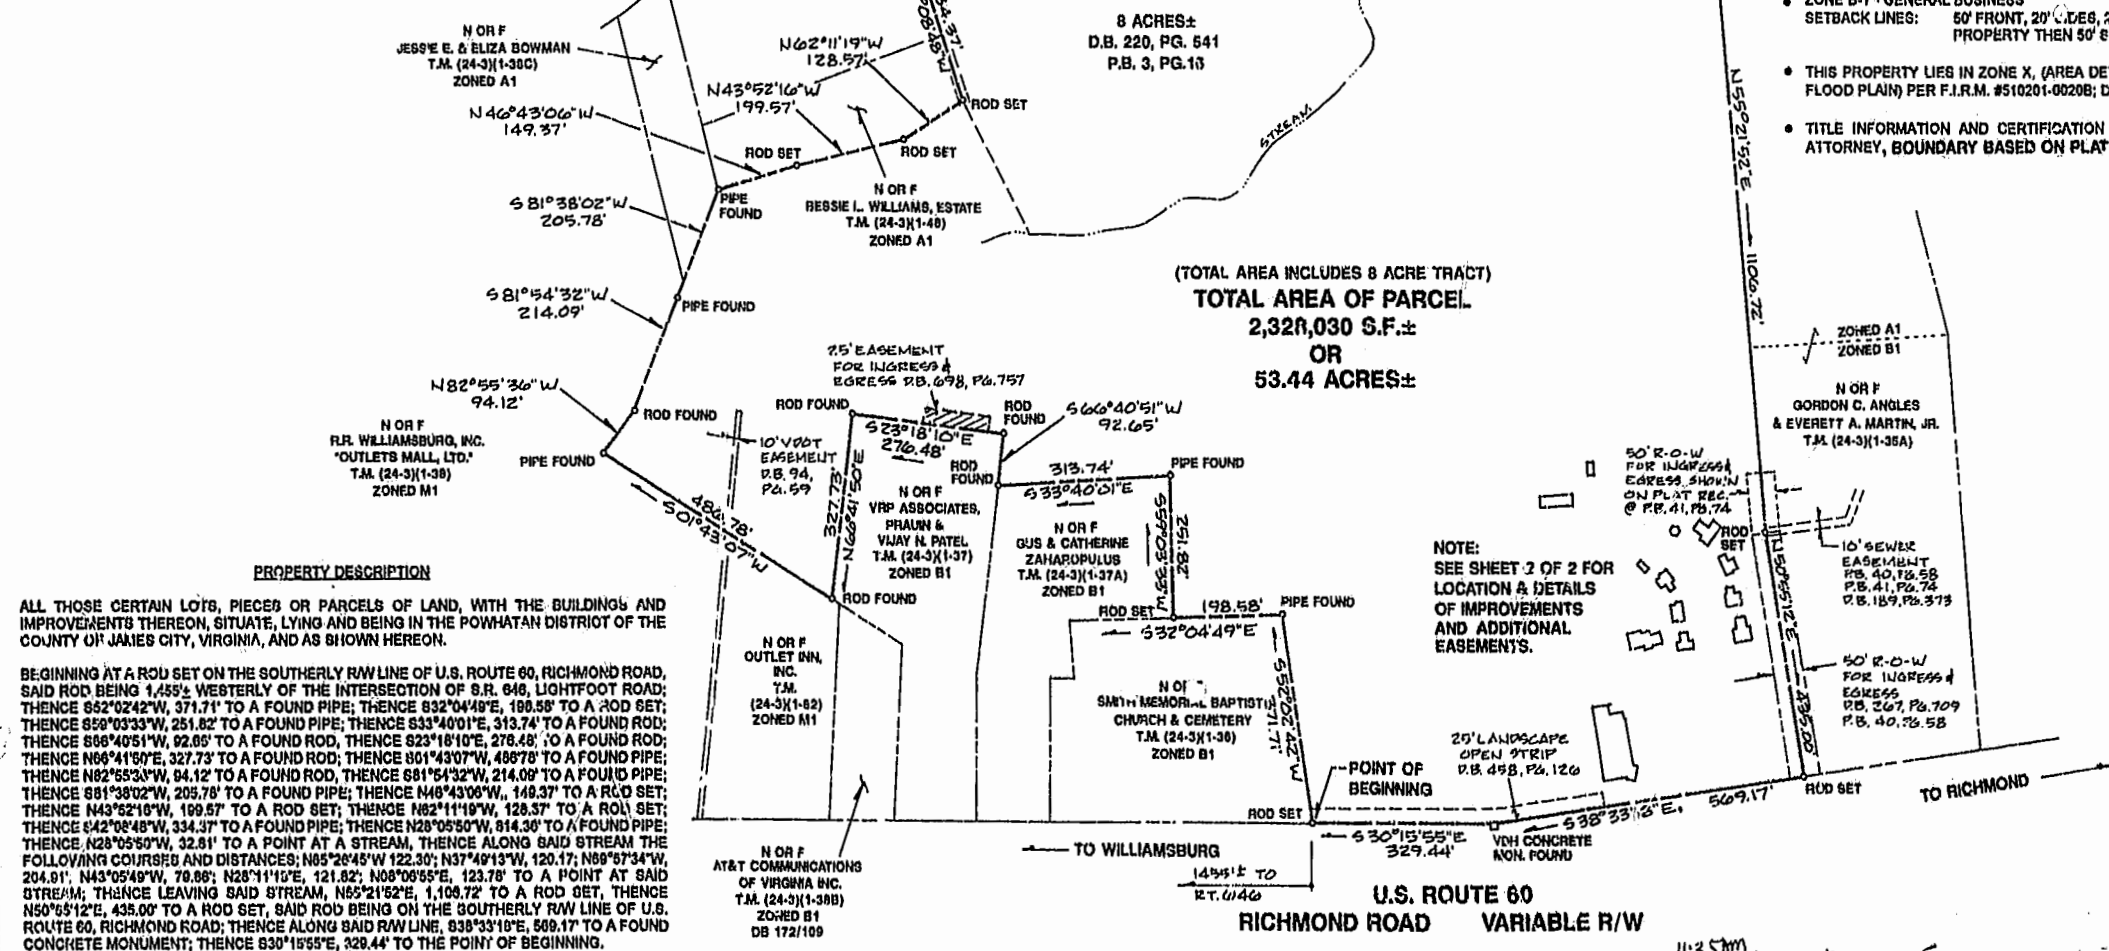 N OR F
JESSIE E. & ELIZA BOWMAN
T.M. (24-3)(1-38C)
ZONED A1
N62°11'19"W
128.57'
N43°52'16"W
199.57'
N46°43'06"W
149.37'
ROD SET
ROD SET
ROD SET
PIPE
FOUND
S81°38'02"W
205.78'
N OR F
BESSIE L. WILLIAMS, ESTATE
T.M. (24-3)(1-48)
ZONED A1
S81°54'32"W
214.09'
PIPE FOUND
N82°55'36"W
94.12'
ROD FOUND
N OR F
R.R. WILLIAMSBURG, INC.
"OUTLETS MALL, LTD."
T.M. (24-3)(1-38)
ZONED M1
PIPE FOUND
486.78'
S01°43'07"W
8 ACRES±
D.B. 220, PG. 541
P.B. 3, PG.13
STREAM
(TOTAL AREA INCLUDES 8 ACRE TRACT)
TOTAL AREA OF PARCEL
2,328,030 S.F.±
OR
53.44 ACRES±
ZONE B-1 GENERAL BUSINESS
SETBACK LINES: 50' FRONT, 20'
PROPERTY THEN 50'
• THIS PROPERTY LIES IN ZONE X, (AREA
FLOOD PLAIN) PER F.I.R.M. #510201-0020B;
• TITLE INFORMATION AND CERTIFICATION
ATTORNEY, BOUNDARY BASED ON PLAT
N55°21'52"E
1106.72'
ZONED A1
ZONED B1
N OR F
GORDON C. ANGLES
& EVERETT A. MARTIN, JR.
T.M. (24-3)(1-35A)
25' EASEMENT
FOR INGRESS &
EGRESS D.B. 698, PG. 757
ROD FOUND
ROD
FOUND
S66°40'51"W
92.65'
S23°18'10"E
276.48'
10' VDOT
EASEMENT
D.B. 94,
PG. 59
327.73'
N66°41'50"E
ROD
FOUND
N OR F
VRP ASSOCIATES,
PRAVIN &
VIJAY N. PATEL
T.M. (24-3)(1-37)
ZONED B1
ROD FOUND
313.74'
S33°40'01"E
PIPE FOUND
N OR F
GUS & CATHERINE
ZAHAROPULUS
T.M. (24-3)(1-37A)
ZONED B1
251.82'
S59°03'33"W
ROD SET
198.58'
S32°04'49"E
PIPE FOUND
S52°02'42"W
371.71'
SMITH MEMORIAL BAPTIST
CHURCH & CEMETERY
T.M. (24-3)(1-36)
ZONED B1
N OR F
OUTLET INN,
INC.
T.M.
(24-3)(1-62)
ZONED M1
NOTE:
SEE SHEET 2 OF 2 FOR
LOCATION & DETAILS
OF IMPROVEMENTS
AND ADDITIONAL
EASEMENTS.
50' R-O-W
FOR INGRESS &
EGRESS SHOWN
ON PLAT REC.
@ P.B. 41, PG. 74
ROD
SET
10' SEWER
EASEMENT
P.B. 40, PG. 58
P.B. 41, PG. 74
D.B. 189, PG. 373
N50°55'12"E
435.00'
50' R-O-W
FOR INGRESS &
EGRESS
D.B. 267, PG. 709
P.B. 40, PG. 58
25' LANDSCAPE
OPEN STRIP
D.B. 458, PG. 126
POINT OF
BEGINNING
ROD SET
S30°15'55"E
329.44'
VDH CONCRETE
MON. FOUND
S38°33'18"E,
569.17'
ROD SET
TO RICHMOND
TO WILLIAMSBURG
1455'± TO
RT. 646
U.S. ROUTE 60
RICHMOND ROAD VARIABLE R/W
N OR F
AT&T COMMUNICATIONS
OF VIRGINIA INC.
T.M. (24-3)(1-38B)
ZONED B1
DB 172/109
PROPERTY DESCRIPTION
ALL THOSE CERTAIN LOTS, PIECES OR PARCELS OF LAND, WITH THE BUILDINGS AND
IMPROVEMENTS THEREON, SITUATE, LYING AND BEING IN THE POWHATAN DISTRICT OF THE
COUNTY OF JAMES CITY, VIRGINIA, AND AS SHOWN HEREON.
BEGINNING AT A ROD SET ON THE SOUTHERLY R/W LINE OF U.S. ROUTE 60, RICHMOND ROAD,
SAID ROD BEING 1,455'± WESTERLY OF THE INTERSECTION OF S.R. 646, LIGHTFOOT ROAD;
THENCE S52°02'42"W, 371.71' TO A FOUND PIPE; THENCE S32°04'49"E, 198.58' TO A ROD SET;
THENCE S59°03'33"W, 251.82' TO A FOUND PIPE; THENCE S33°40'01"E, 313.74' TO A FOUND ROD;
THENCE S66°40'51"W, 92.65' TO A FOUND ROD, THENCE S23°18'10"E, 276.48', TO A FOUND ROD;
THENCE N66°41'50"E, 327.73' TO A FOUND ROD; THENCE S01°43'07"W, 486'78' TO A FOUND PIPE;
THENCE N82°55'36"W, 94.12' TO A FOUND ROD, THENCE S81°54'32"W, 214.09' TO A FOUND PIPE;
THENCE S81°38'02"W, 205.78' TO A FOUND PIPE; THENCE N46°43'06"W,, 149.37' TO A ROD SET;
THENCE N43°52'16"W, 199.57' TO A ROD SET; THENCE N62°11'19"W, 128.57' TO A ROD SET;
THENCE S42°08'48"W, 334.37' TO A FOUND PIPE; THENCE N28°05'50"W, 814.36' TO A FOUND PIPE;
THENCE, N28°05'50"W, 32.81' TO A POINT AT A STREAM, THENCE ALONG SAID STREAM THE
FOLLOWING COURSES AND DISTANCES; N65°26'45"W 122.30'; N37°49'13"W, 120.17; N69°57'34"W,
204.91', N43°05'49"W, 79.86'; N28°11'15"E, 121.82'; N08°06'55"E, 123.78' TO A POINT AT SAID
STREAM; THENCE LEAVING SAID STREAM, N55°21'52"E, 1,106.72' TO A ROD SET, THENCE
N50°55'12"E, 435.00' TO A ROD SET, SAID ROD BEING ON THE SOUTHERLY R/W LINE OF U.S.
ROUTE 60, RICHMOND ROAD; THENCE ALONG SAID R/W LINE, S38°33'18"E, 569.17' TO A FOUND
CONCRETE MONUMENT; THENCE S30°15'55"E, 329.44' TO THE POINT OF BEGINNING.